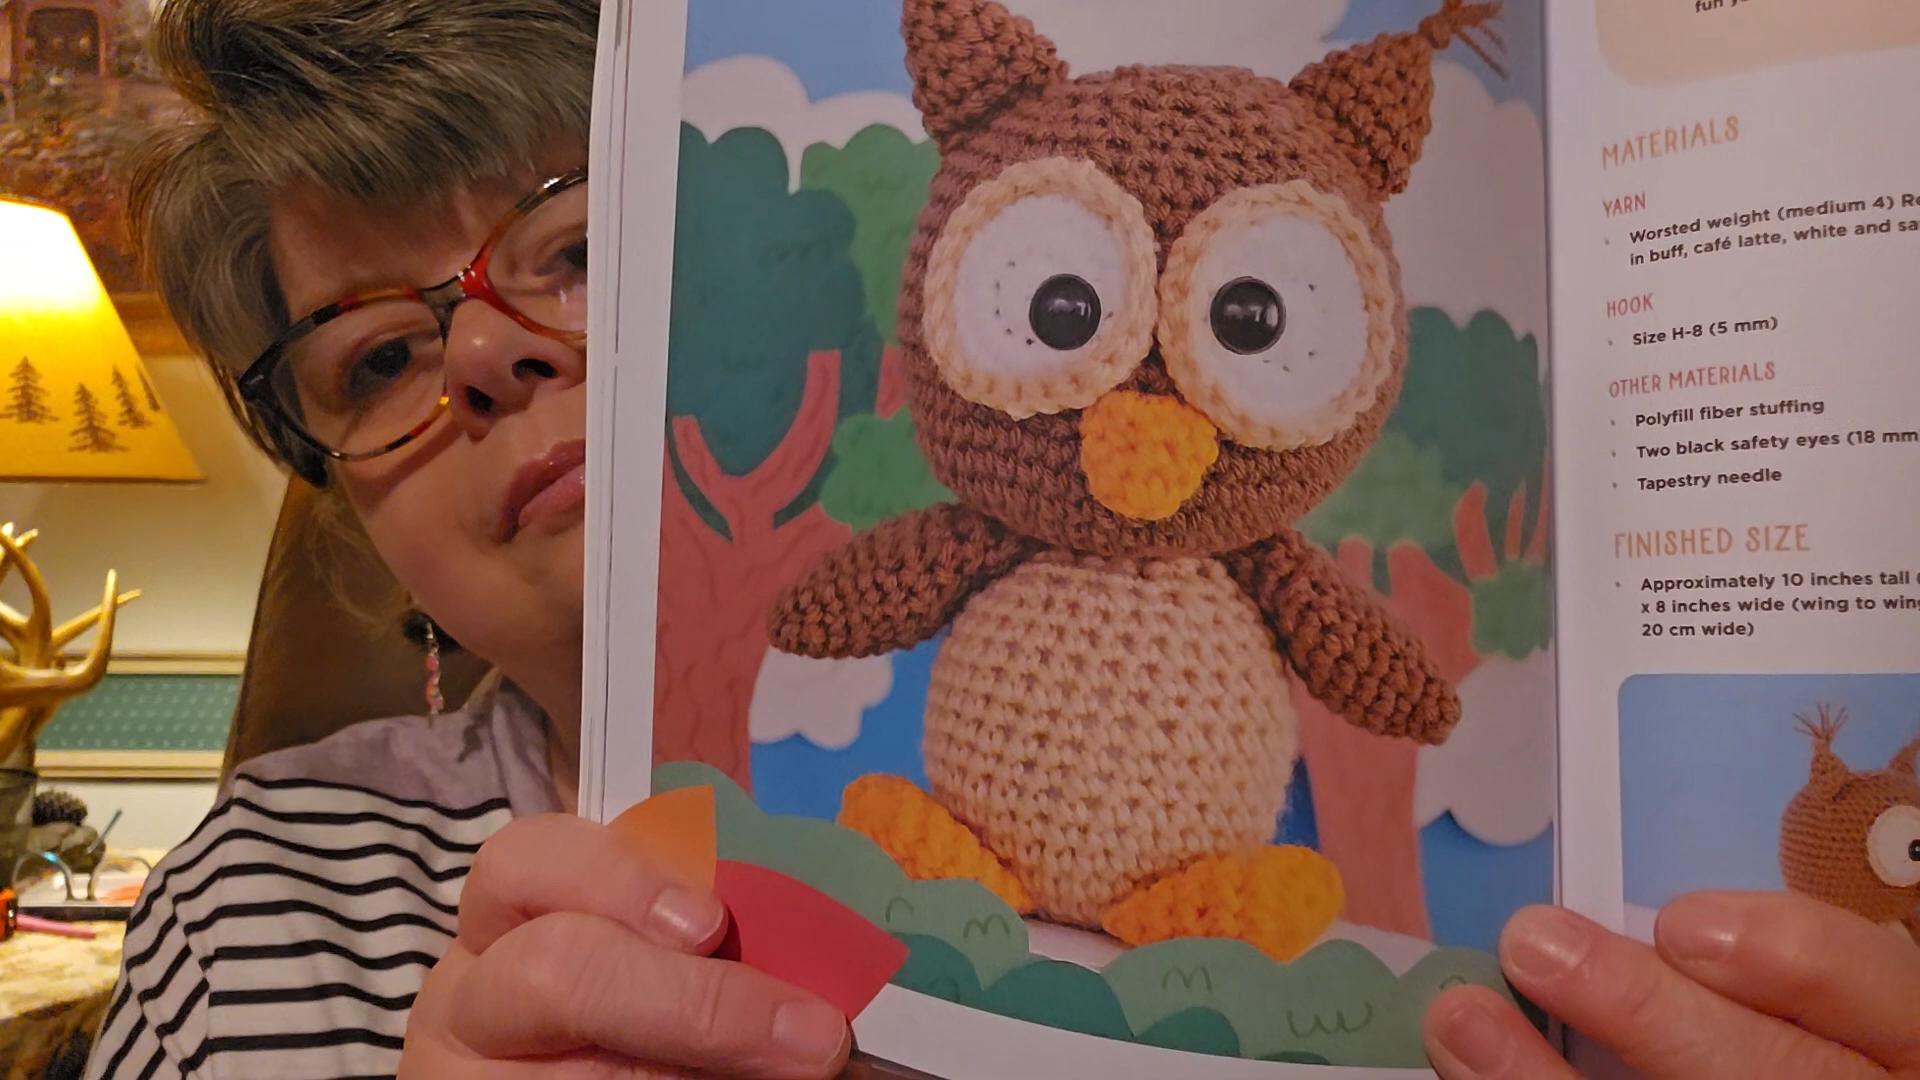 fun
MATERIALS
YARN
Worsted weight (medium 4)
in buff, café latte, white and
HOOK
Size H-8 (5 mm)
OTHER MATERIALS
Polyfill fiber stuffing
Two black safety eyes (18 mm
Tapestry needle
FINISHED SIZE
Approximately 10 inches tall
x 8 inches wide (wing to
20 cm wide)